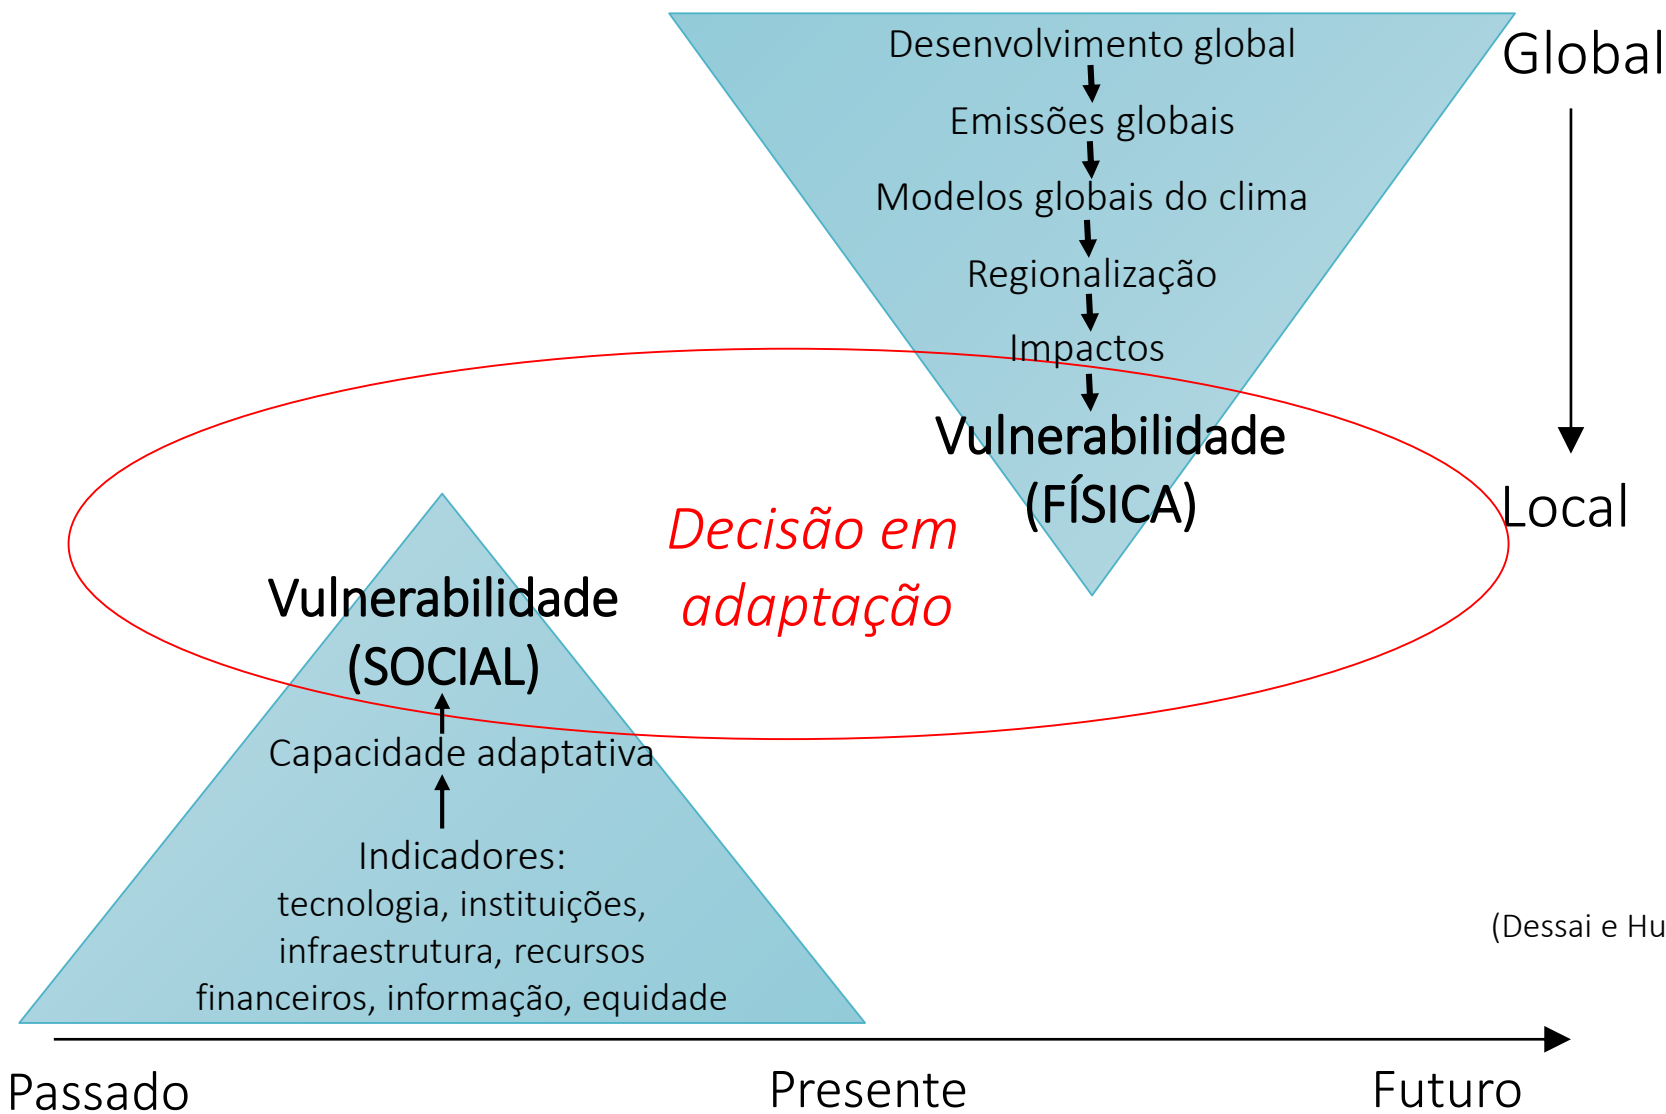 Desenvolvimento global
Global
Emissões globais
Modelos globais do clima
Regionalização
Impactos
Vulnerabilidade
(FÍSICA)
Local
Decisão em
adaptação
Vulnerabilidade
(SOCIAL)
Capacidade adaptativa
Indicadores:
tecnologia, instituições,
infraestrutura, recursos
financeiros, informação, equidade
(Dessai e Hu
Passado
Presente
Futuro